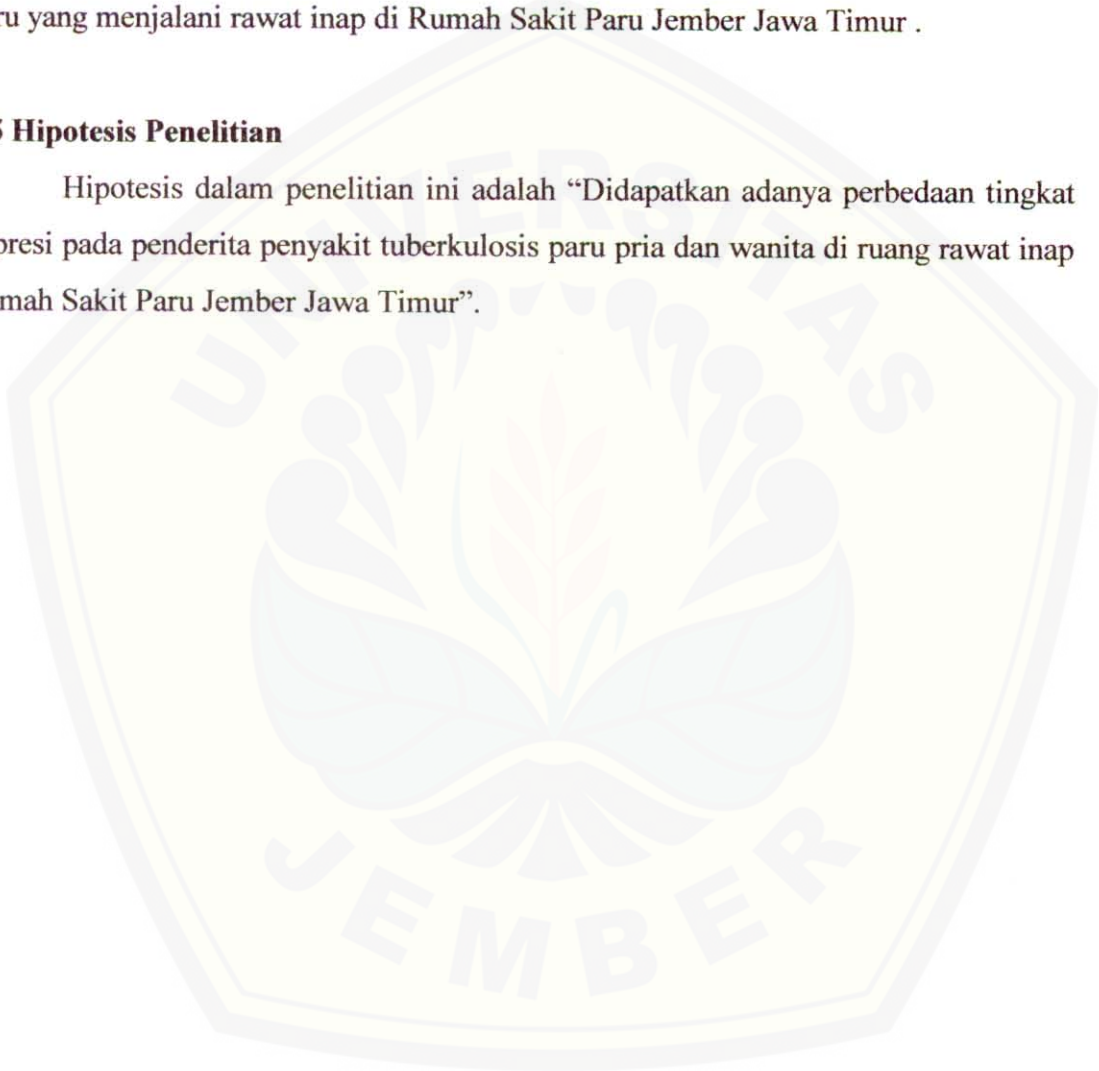 ru yang menjalani rawat inap di Rumah Sakit Paru Jember Jawa Timur .
Hipotesis Penelitian
Hipotesis dalam penelitian ini adalah “Didapatkan adanya perbedaan tingkat
presi pada penderita penyakit tuberkulosis paru pria dan wanita di ruang rawat inap
mah Sakit Paru Jember Jawa Timur”.
UNIVERSITAS
JEMBER